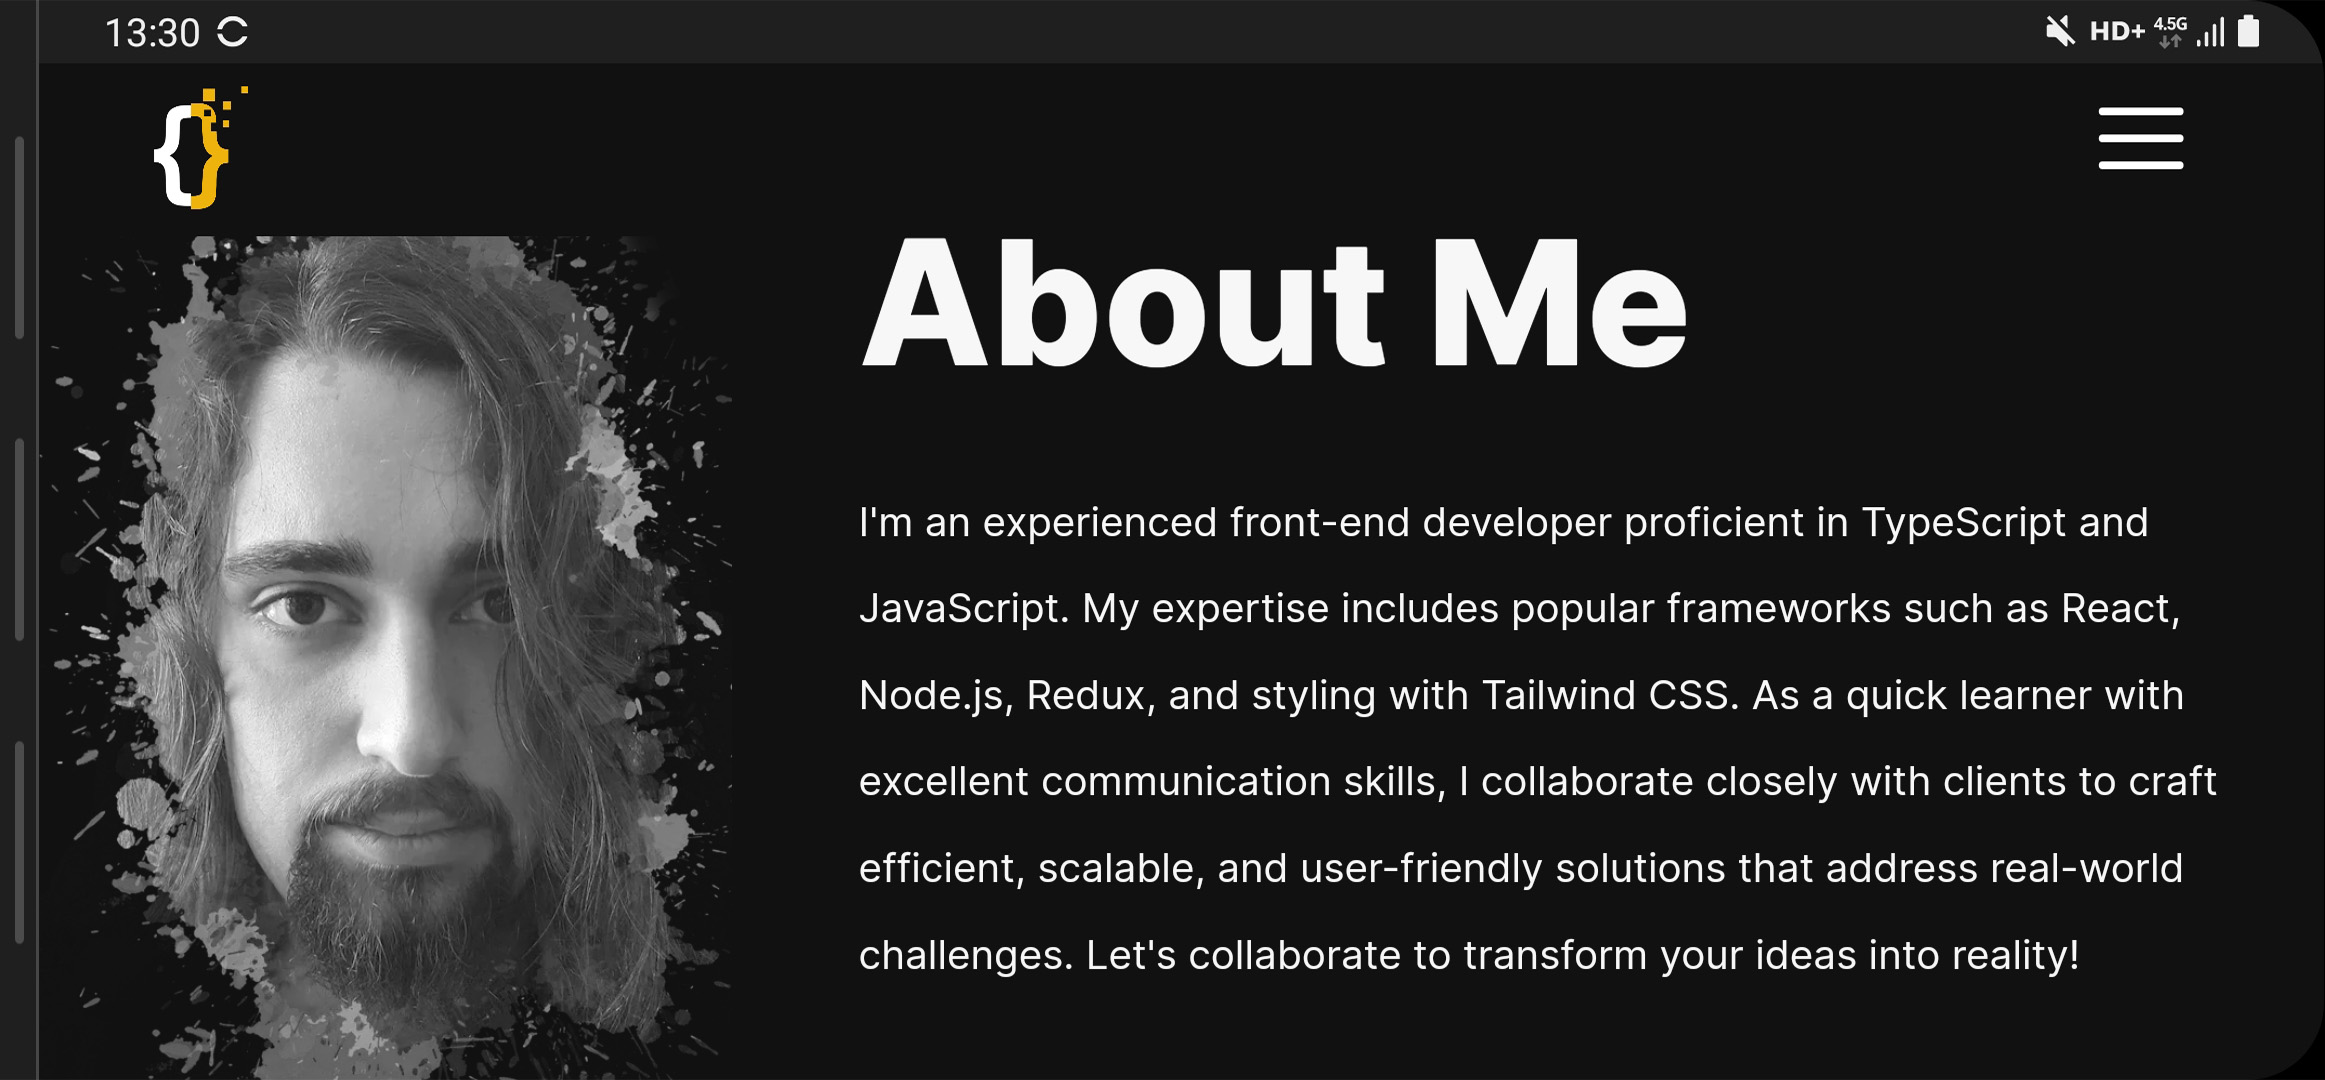 13:30
HD+ 4.5G
{}
About Me
I'm an experienced front-end developer proficient in TypeScript and
JavaScript. My expertise includes popular frameworks such as React,
Node.js, Redux, and styling with Tailwind CSS. As a quick learner with
excellent communication skills, I collaborate closely with clients to craft
efficient, scalable, and user-friendly solutions that address real-world
challenges. Let's collaborate to transform your ideas into reality!